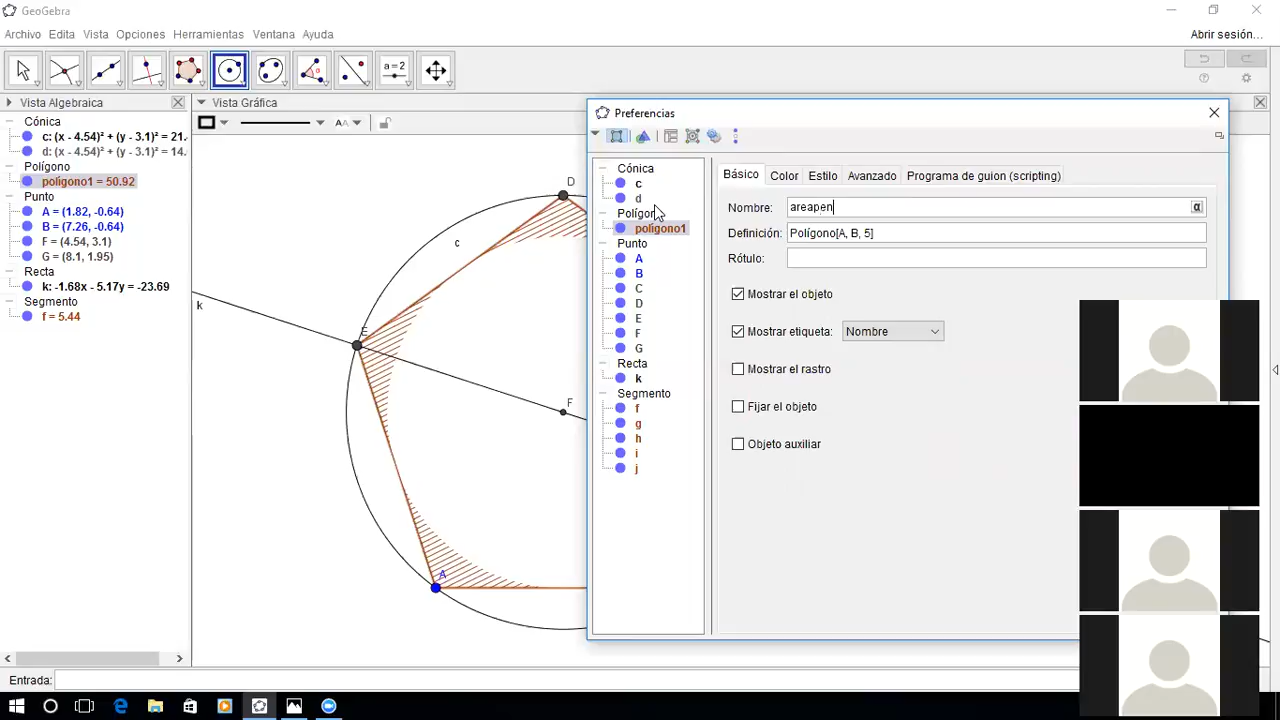 GeoGebra
Archivo Edita Vista Opciones Herramientas Ventana Ayuda
Abrir sesión...
a = 2
Vista Algebraica
Vista Gráfica
AA
Cónica
c: (x - 4.54)² + (y - 3.1)² = 21.
d: (x - 4.54)² + (y - 3.1)² = 14.
Polígono
polígono1 = 50.92
Punto
A = (1.82, -0.64)
B = (7.26, -0.64)
F = (4.54, 3.1)
G = (8.1, 1.95)
Recta
k: -1.68x - 5.17y = -23.69
Segmento
f = 5.44
D
c
k
E
F
A
Preferencias
Cónica
c
d
Polígono
polígono1
Punto
A
B
C
D
E
F
G
Recta
k
Segmento
f
g
h
i
j
Básico Color Estilo Avanzado Programa de guion (scripting)
Nombre: areapen α
Definición: Polígono[A, B, 5]
Rótulo:
Mostrar el objeto
Mostrar etiqueta: Nombre
Mostrar el rastro
Fijar el objeto
Objeto auxiliar
Entrada: